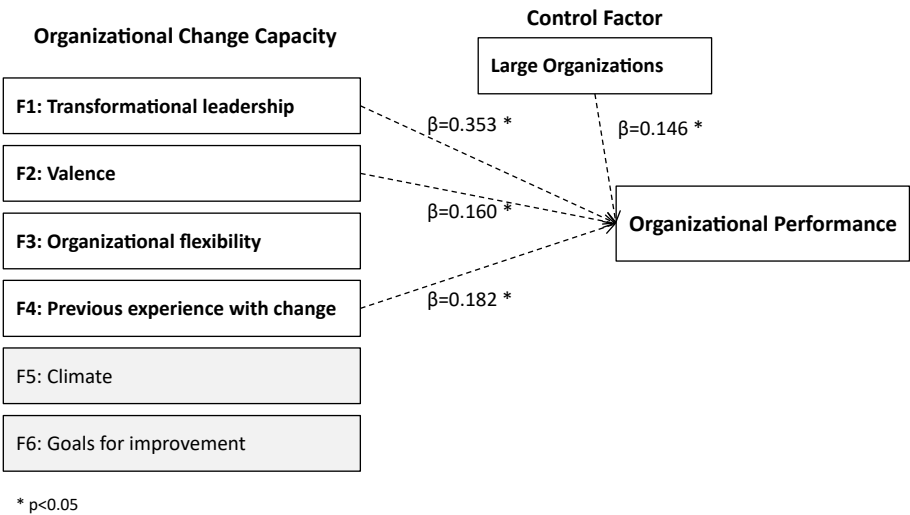 Control Factor
Organizational Change Capacity
Large Organizations
F1: Transformational leadership
β=0.353 *
β=0.146 *
F2: Valence
β=0.160 *
Organizational Performance
F3: Organizational flexibility
F4: Previous experience with change
β=0.182 *
F5: Climate
F6: Goals for improvement
* p<0.05